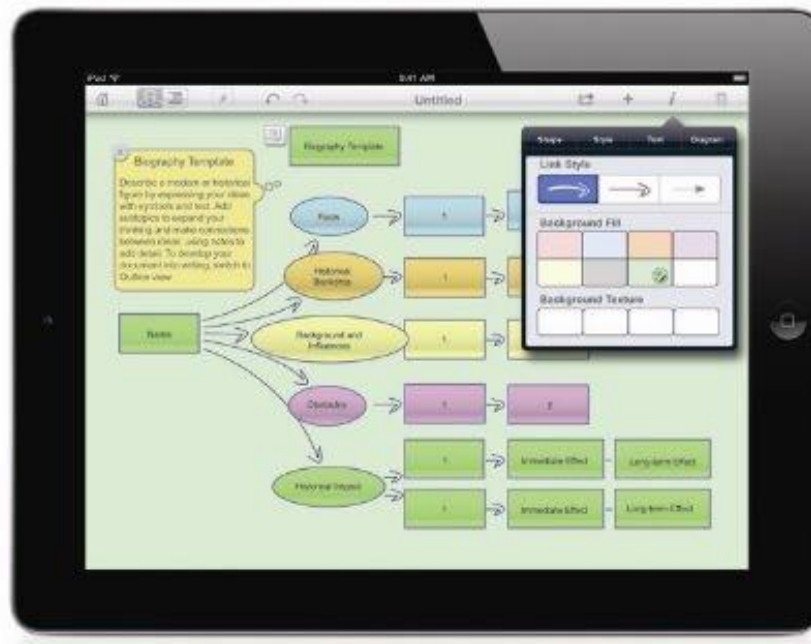 iPad
9:41 AM
Untitled
Biography Template
Describe a modern or historical
figure by expressing your ideas
with symbols and text. Add
subtopics to expand your
thinking and make connections
between ideas, using notes to
add detail. To develop your
document into writing, switch to
Outline view
Biography Template
Shape
Style
Text
Diagram
Link Style
Background Fill
Background Texture
Name
1
Historical
1
Background and
Influences
1
Obstacles
1
2
Historical Impact
1
Immediate Effect
Long-term Effect
1
Immediate Effect
Long-term Effect